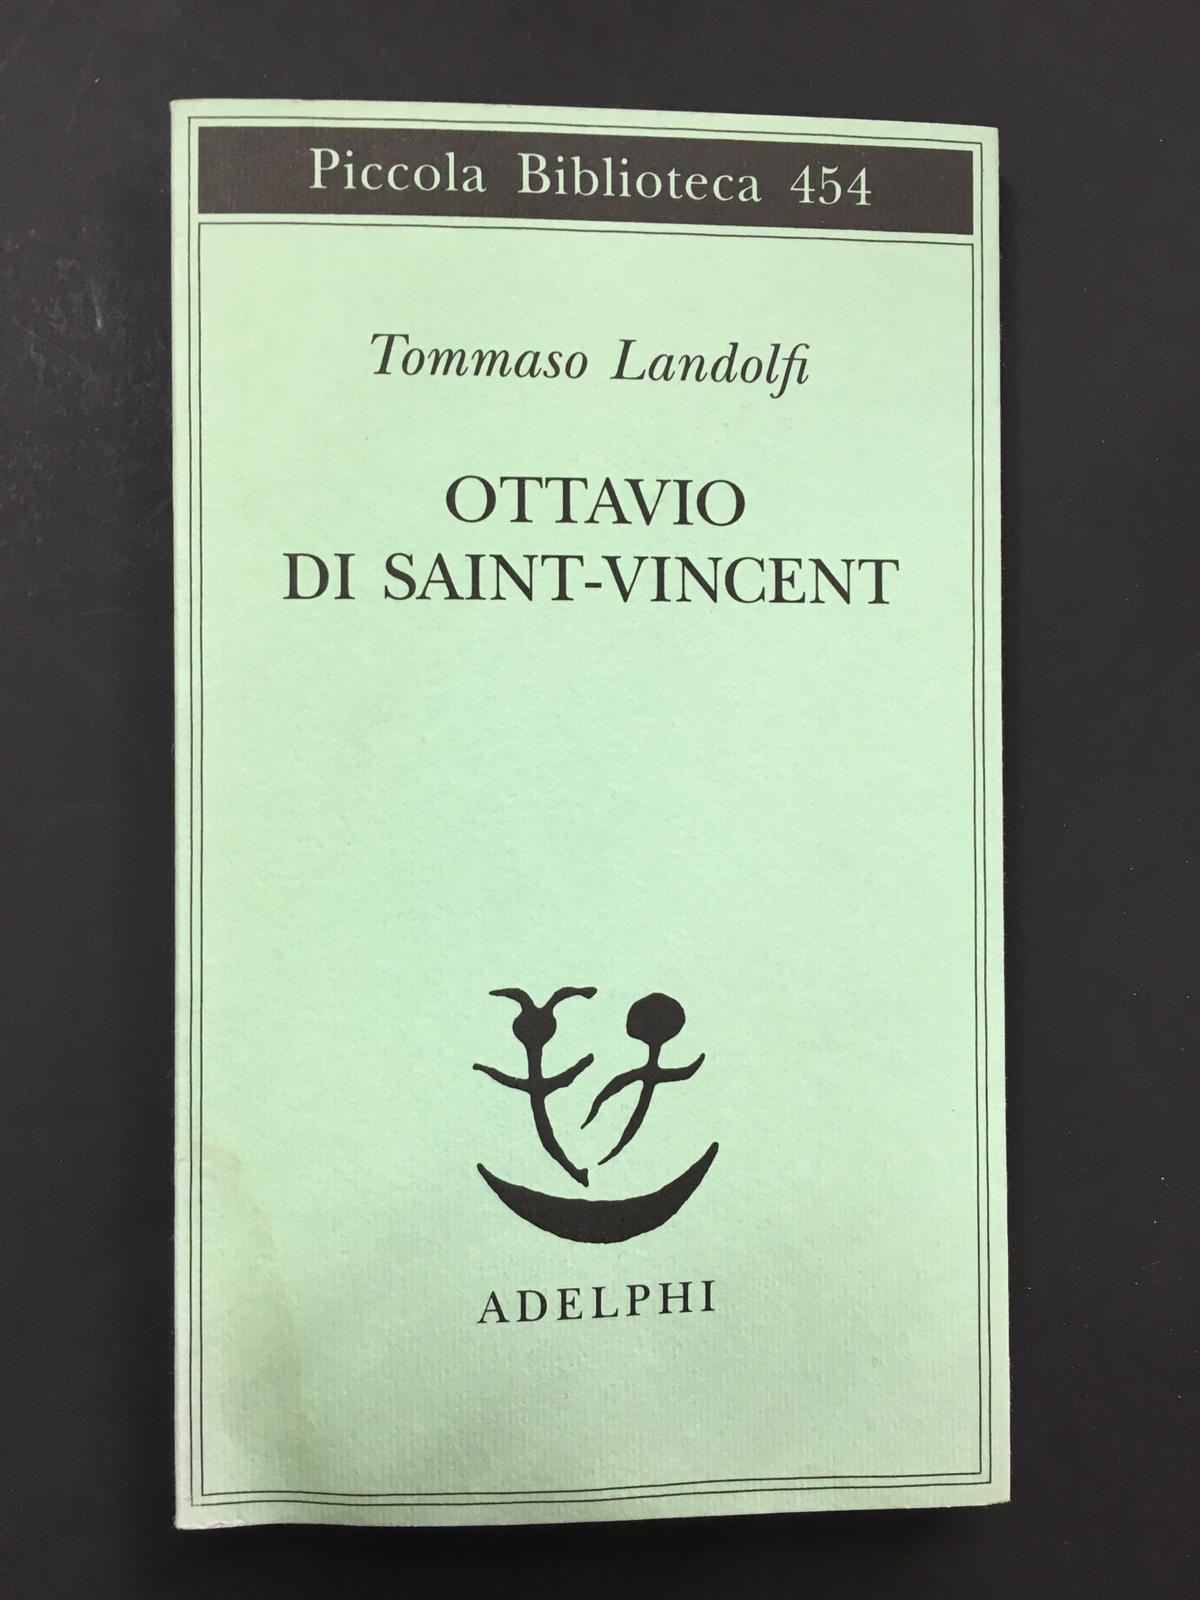 Piccola Biblioteca 454
Tommaso Landolfi
OTTAVIO
DI SAINT-VINCENT
ADELPHI